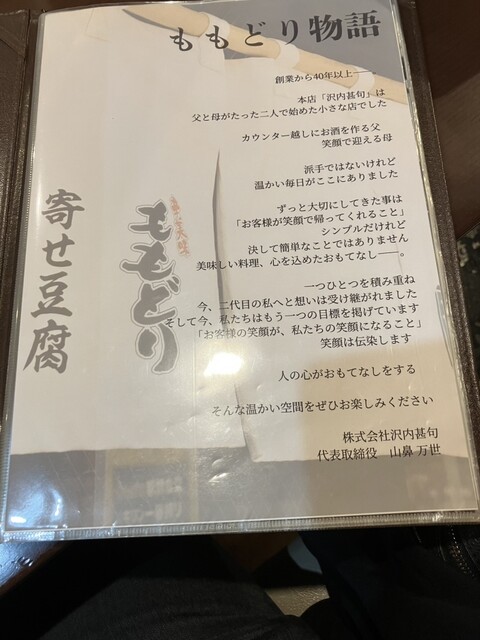 ももどり物語
創業から40年以上――
本店「沢内甚句」は
父と母がたった二人で始めた小さな店でした
カウンター越しにお酒を作る父
笑顔で迎える母
派手ではないけれど
温かい毎日がここにありました
ずっと大切にしてきた事は
「お客様が笑顔で帰ってくれること」
シンプルだけれど
決して簡単なことではありません
美味しい料理、心を込めたおもてなし――。
一つひとつを積み重ね
今、二代目の私へと想いは受け継がれました
そして今、私たちはもう一つの目標を掲げています
「お客様の笑顔が、私たちの笑顔になること」
笑顔は伝染します
人の心がおもてなしをする
そんな温かい空間をぜひお楽しみください
株式会社沢内甚句
代表取締役　山鼻 万世
ももどり
寄せ豆腐